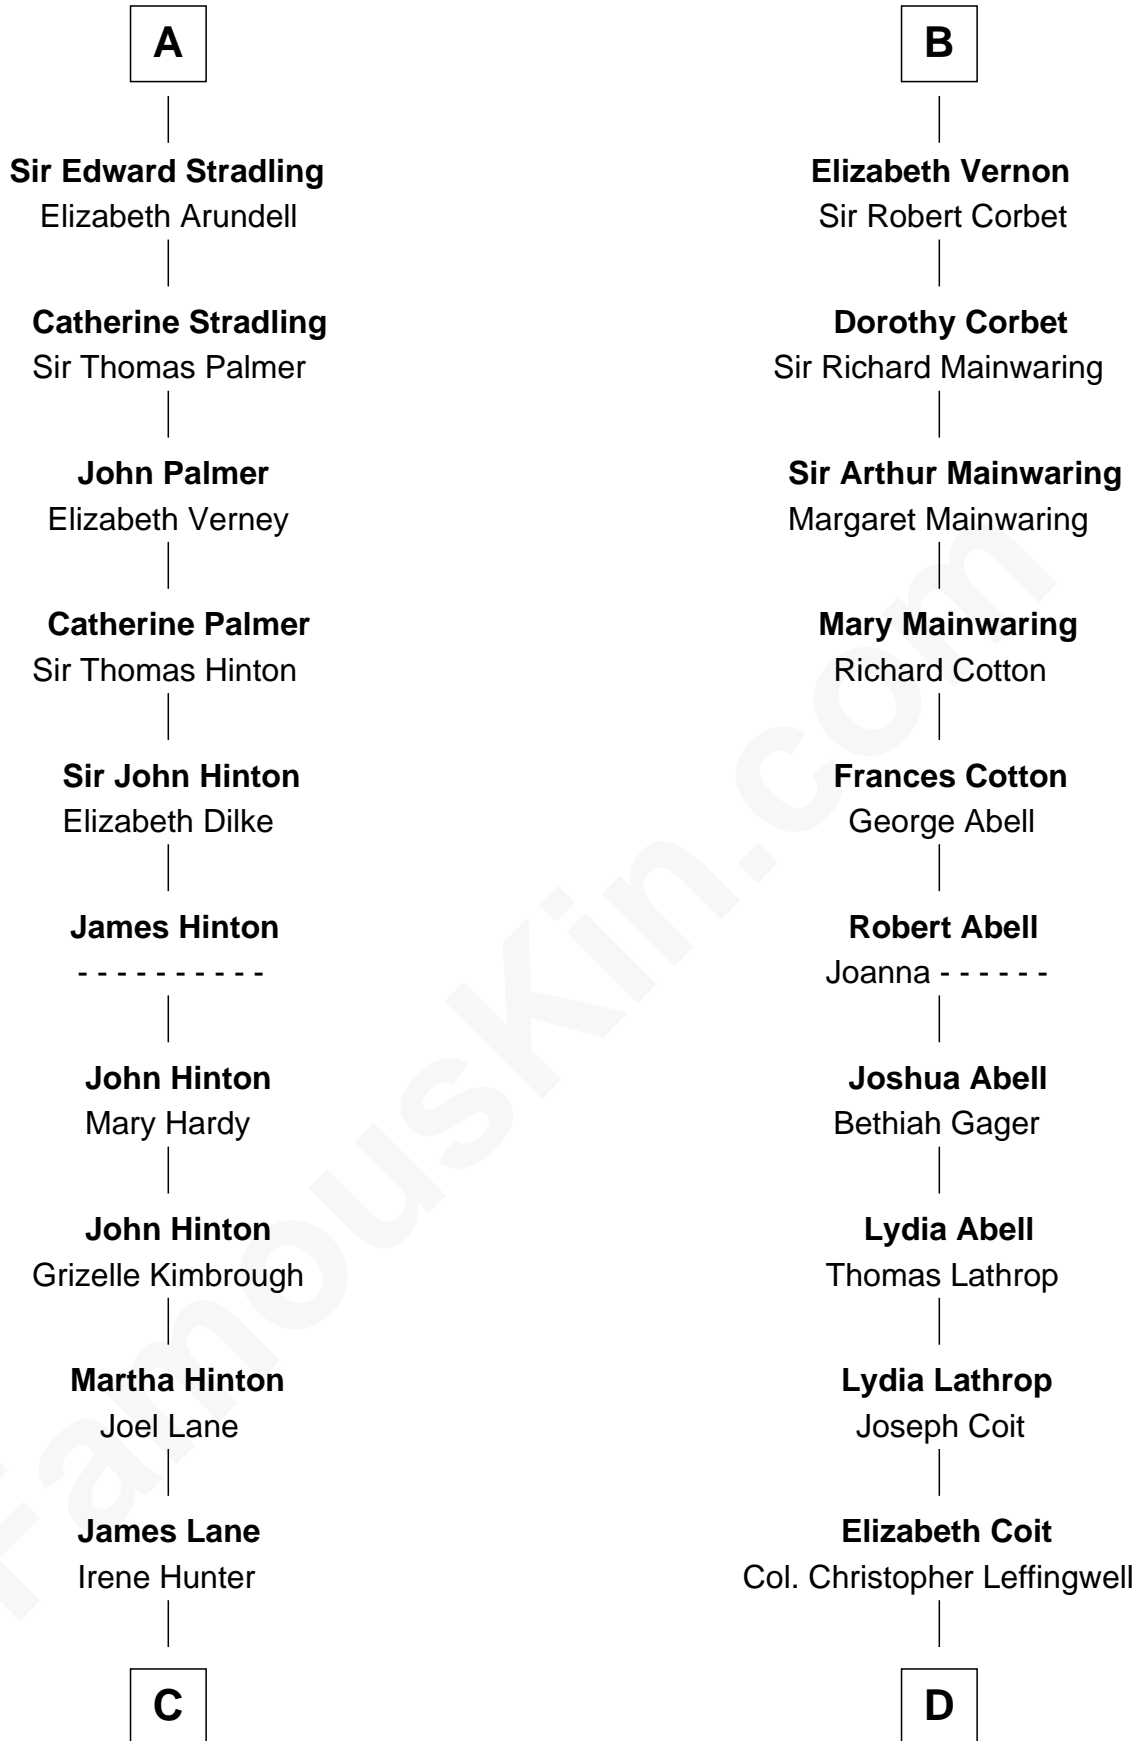 A
Sir Edward Stradling
Elizabeth Arundell
Catherine Stradling
Sir Thomas Palmer
John Palmer
Elizabeth Verney
Catherine Palmer
Sir Thomas Hinton
Sir John Hinton
Elizabeth Dilke
James Hinton
- - - - - - - - - -
John Hinton
Mary Hardy
John Hinton
Grizelle Kimbrough
Martha Hinton
Joel Lane
James Lane
Irene Hunter
C
B
Elizabeth Vernon
Sir Robert Corbet
Dorothy Corbet
Sir Richard Mainwaring
Sir Arthur Mainwaring
Margaret Mainwaring
Mary Mainwaring
Richard Cotton
Frances Cotton
George Abell
Robert Abell
Joanna - - - - - -
Joshua Abell
Bethiah Gager
Lydia Abell
Thomas Lathrop
Lydia Lathrop
Joseph Coit
Elizabeth Coit
Col. Christopher Leffingwell
D
FamousKin.com